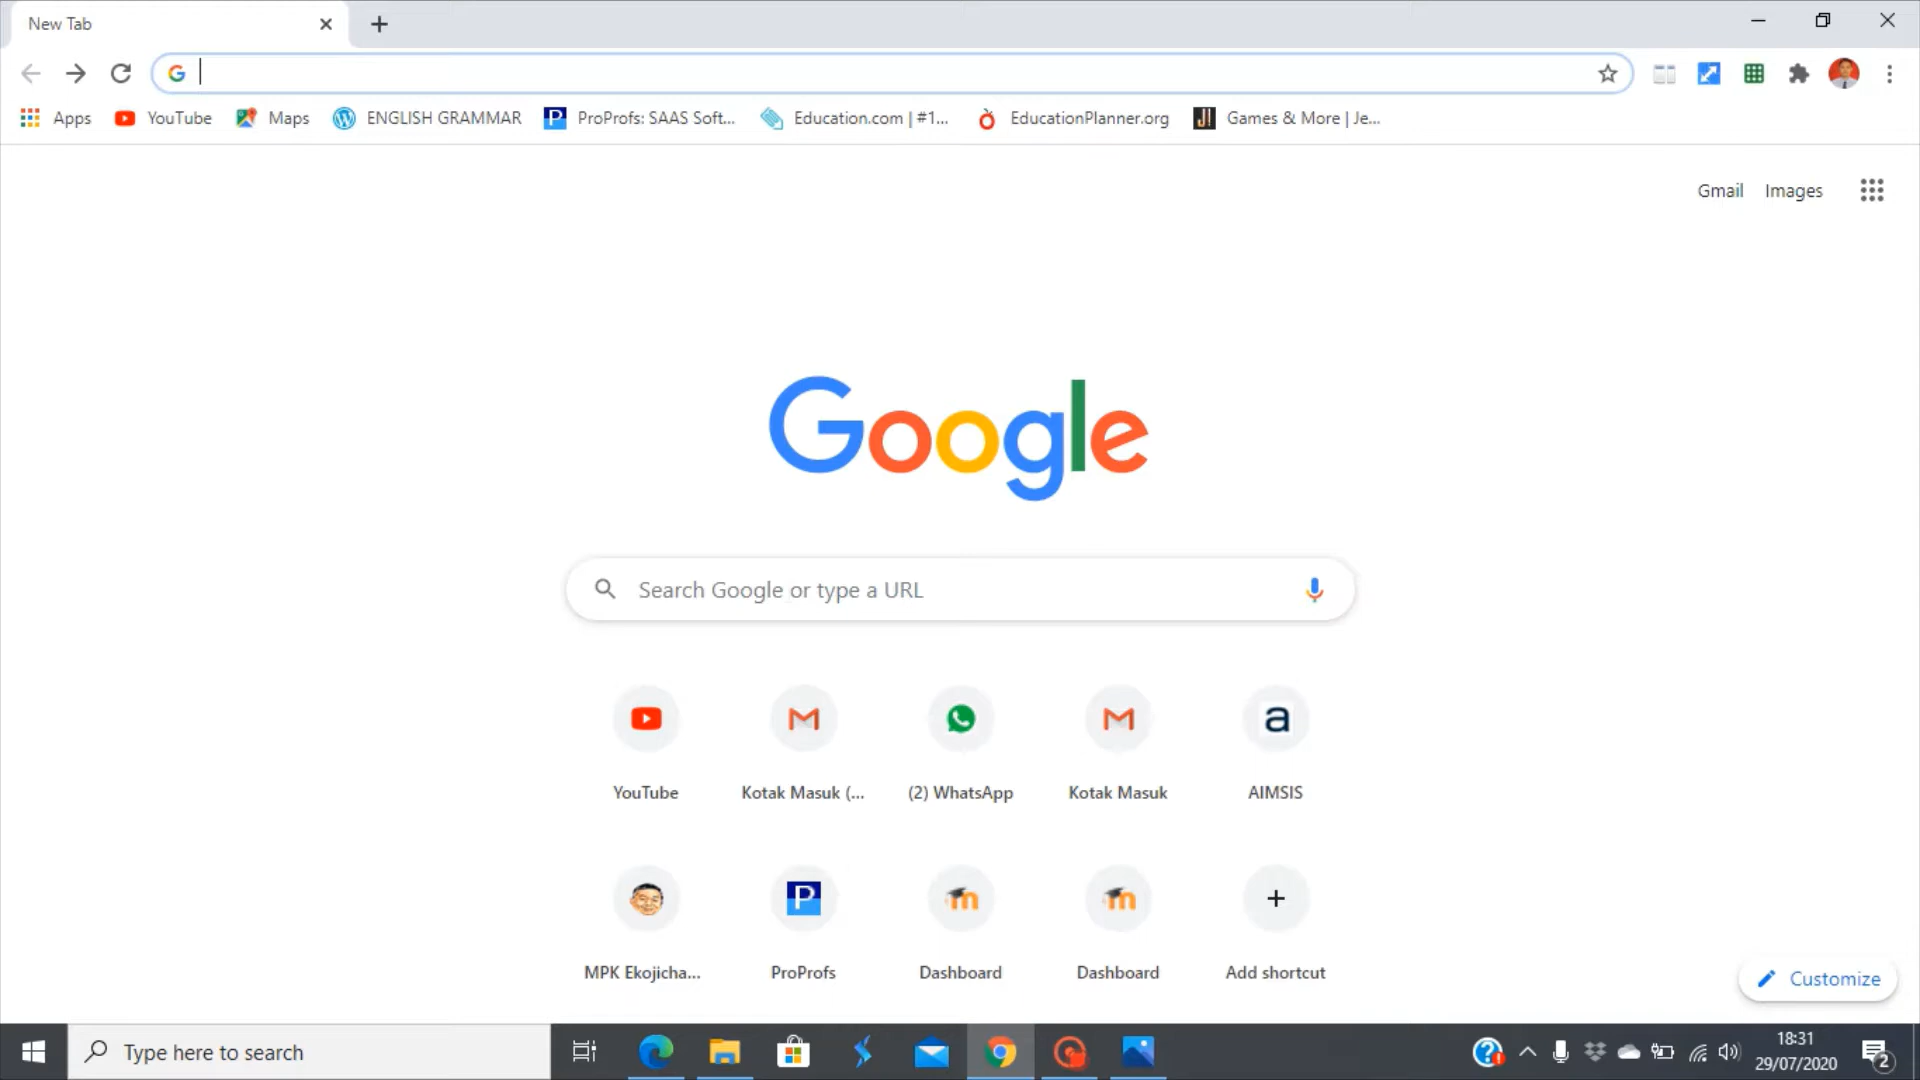 New Tab
Apps
YouTube
Maps
ENGLISH GRAMMAR
ProProfs: SAAS Soft...
Education.com | #1...
EducationPlanner.org
Games & More | Je...
Gmail
Images
Google
Search Google or type a URL
YouTube
Kotak Masuk (...
(2) WhatsApp
Kotak Masuk
AIMSIS
MPK Ekojicha...
ProProfs
Dashboard
Dashboard
Add shortcut
Customize
Type here to search
18:31
29/07/2020
2